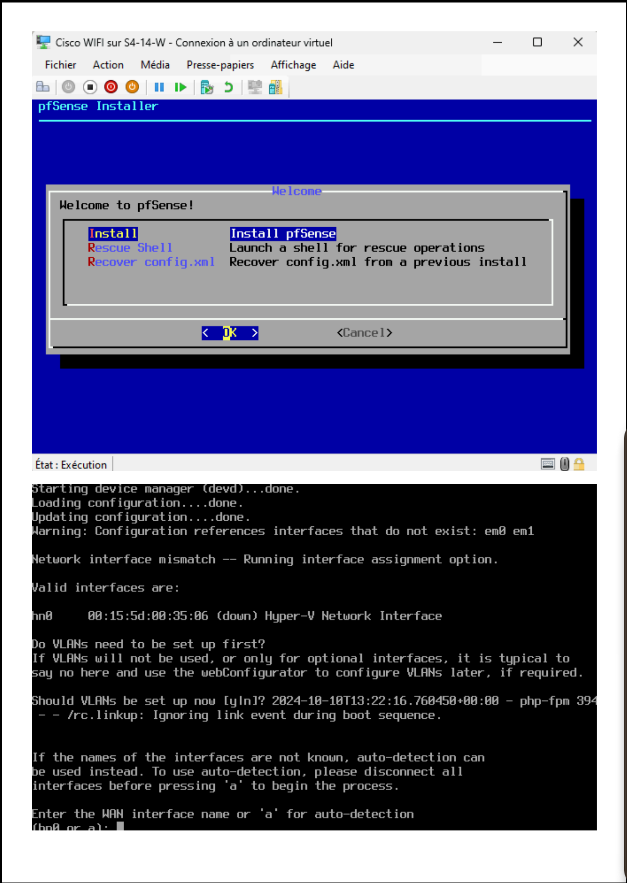 Cisco WIFI sur S4-14-W - Connexion à un ordinateur virtuel
Fichier Action Média Presse-papiers Affichage Aide
pfSense Installer
Welcome
Welcome to pfSense!
Install Install pfSense
Rescue Shell Launch a shell for rescue operations
Recover config.xml Recover config.xml from a previous install
< OK > <Cancel>
État : Exécution
Starting device manager (devd)...done.
Loading configuration....done.
Updating configuration....done.
Warning: Configuration references interfaces that do not exist: em0 em1
Network interface mismatch -- Running interface assignment option.
Valid interfaces are:
hn0 00:15:5d:00:35:06 (down) Hyper-V Network Interface
Do VLANs need to be set up first?
If VLANs will not be used, or only for optional interfaces, it is typical to
say no here and use the webConfigurator to configure VLANs later, if required.
Should VLANs be set up now [y|n]? 2024-10-10T13:22:16.760450+00:00 - php-fpm 394
- - /rc.linkup: Ignoring link event during boot sequence.
If the names of the interfaces are not known, auto-detection can
be used instead. To use auto-detection, please disconnect all
interfaces before pressing 'a' to begin the process.
Enter the WAN interface name or 'a' for auto-detection
(hn0 or a):